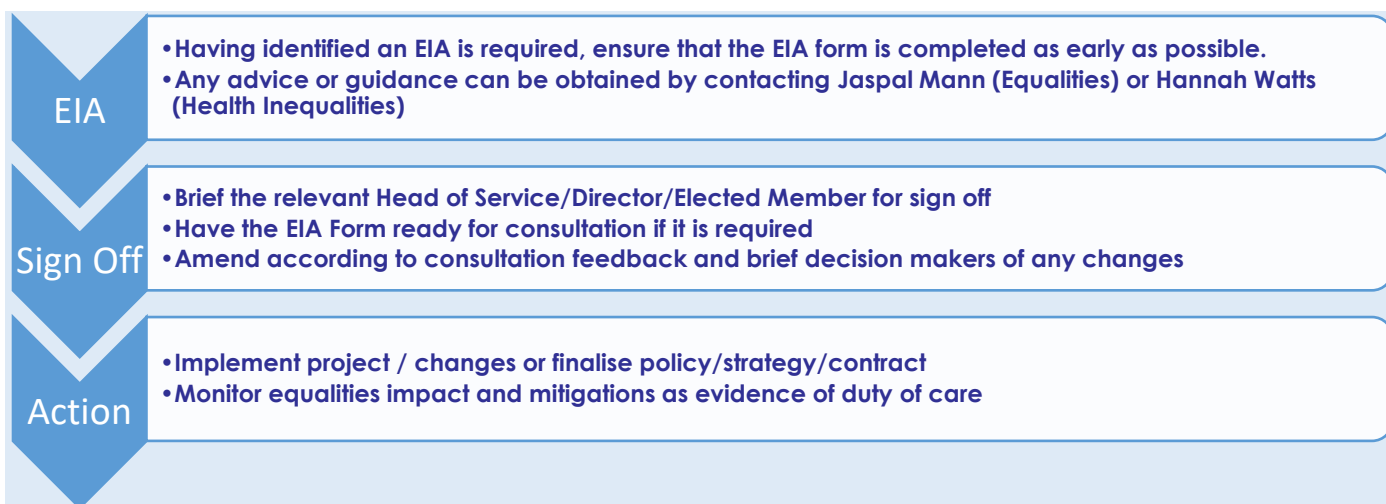 EIA
•Having identified an EIA is required, ensure that the EIA form is completed as early as possible.
•Any advice or guidance can be obtained by contacting Jaspal Mann (Equalities) or Hannah Watts
(Health Inequalities)
Sign Off
•Brief the relevant Head of Service/Director/Elected Member for sign off
•Have the EIA Form ready for consultation if it is required
•Amend according to consultation feedback and brief decision makers of any changes
Action
•Implement project / changes or finalise policy/strategy/contract
•Monitor equalities impact and mitigations as evidence of duty of care